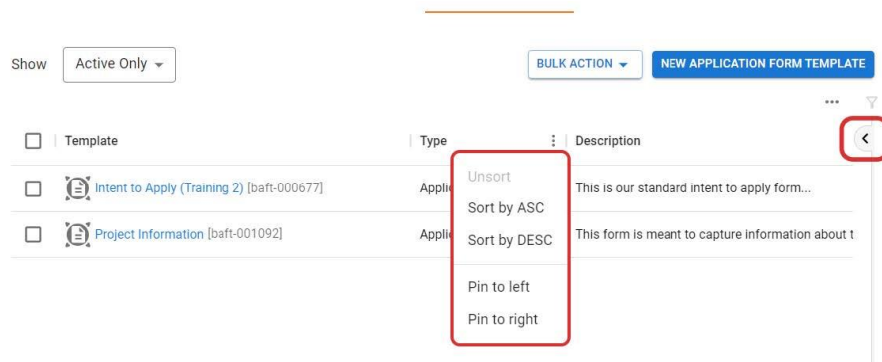 Show Active Only BULK ACTION NEW APPLICATION FORM TEMPLATE
Template Type Description
Intent to Apply (Training 2) [baft-000677] Applic This is our standard intent to apply form...
Project Information [baft-001092] Applic This form is meant to capture information about t
Unsort
Sort by ASC
Sort by DESC
Pin to left
Pin to right